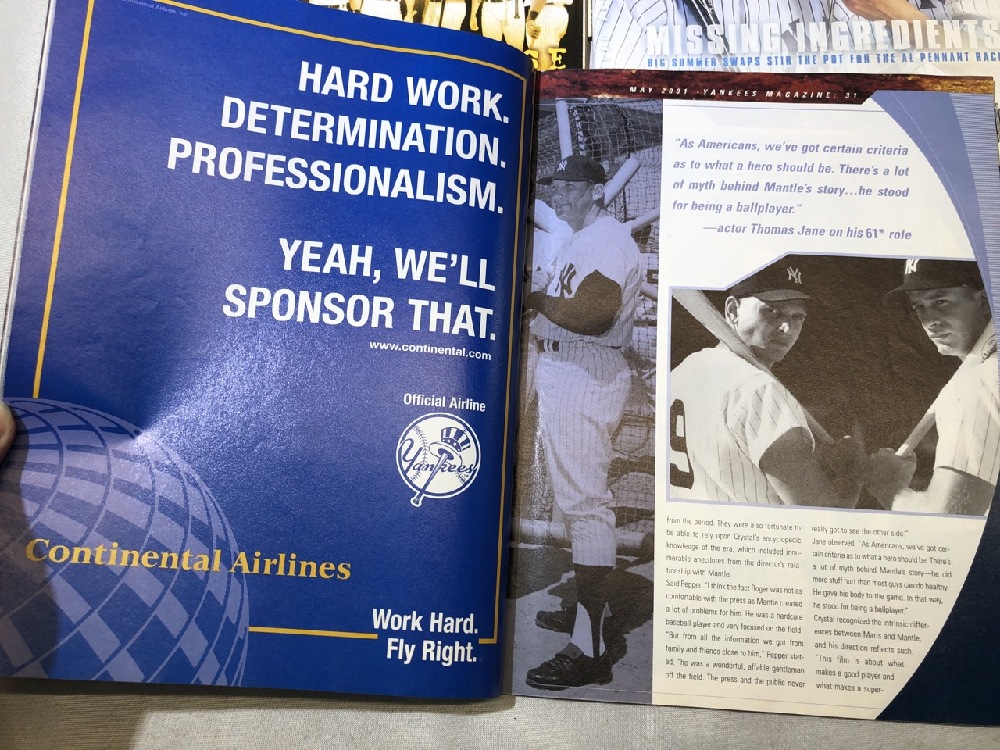 MISSING INGREDIENTS
BIG SUMMER SWAPS STIR THE POT FOR THE AL PENNANT RACE
HARD WORK.
DETERMINATION.
PROFESSIONALISM.
YEAH, WE'LL
SPONSOR THAT.
www.continental.com
Official Airline
Yankees
Continental Airlines
Work Hard.
Fly Right.
MAY 2001 . YANKEES MAGAZINE: 31
"As Americans, we've got certain criteria
as to what a hero should be. There's a lot
of myth behind Mantle's story...he stood
for being a ballplayer."
—actor Thomas Jane on his 61* role
NY
NY
9
from the period. They were also fortunate to
be able to rely upon Crystal's encyclopedic
knowledge of the era, which included innu-
merable anecdotes from the director's rela-
tionship with Mantle.
Said Pepper, "I think the fact Roger was not as
comfortable with the press as Mantle created
a lot of problems for him. He was a hardcore
baseball player and very focused on the field.
"But from all the information we got from
family and friends close to him," Pepper stat-
ed, "he was a wonderful, affable gentleman
off the field. The press and the public never
really got to see the other side."
Jane observed, "As Americans, we've got cer-
tain criteria as to what a hero should be. There's
a lot of myth behind Mantle's story—he did
more stuff hurt than most guys can do healthy.
He gave his body to the game. In that way,
he stood for being a ballplayer."
Crystal recognized the intrinsic differ-
ences between Maris and Mantle,
and his direction reflects such.
"This film is about what
makes a good player and
what makes a super-